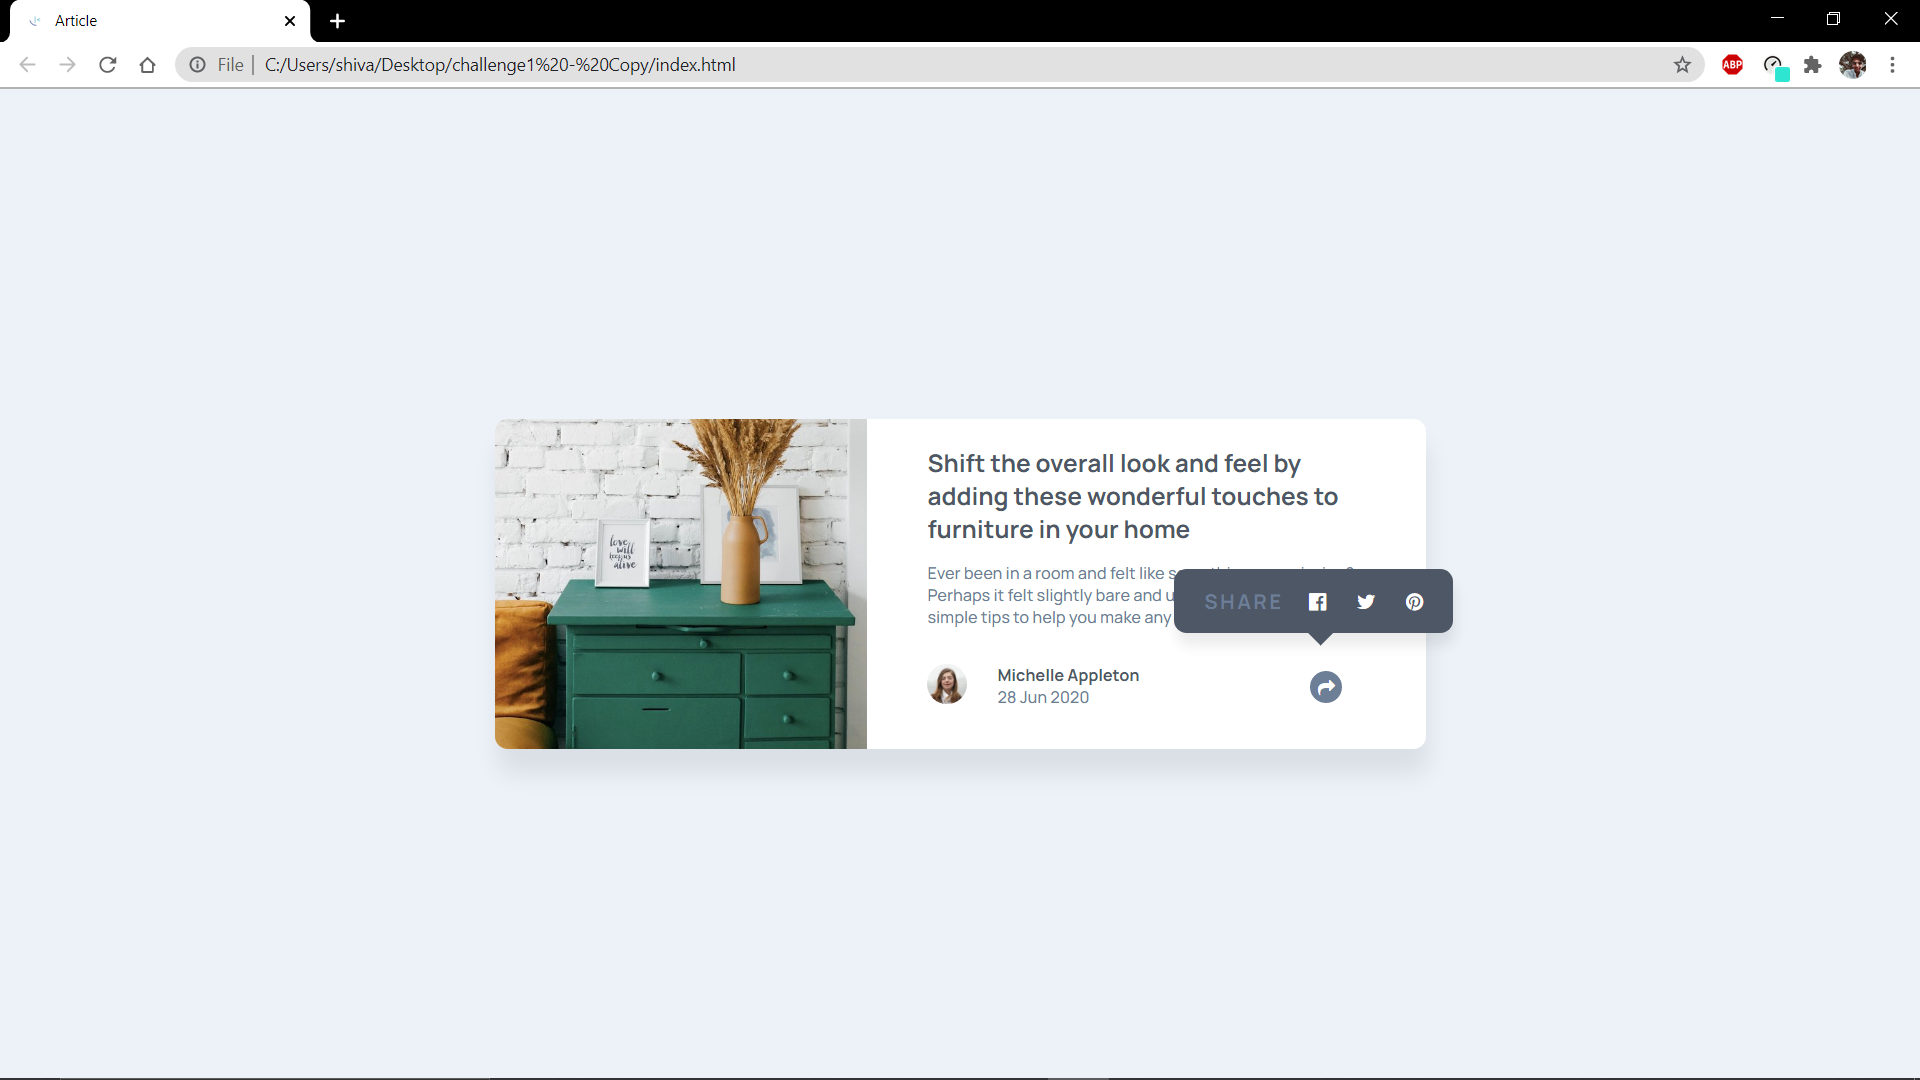 Article
File
C:/Users/shiva/Desktop/challenge1%20-%20Copy/index.html
ABP
love
will
keep us
alive
Shift the overall look and feel by
adding these wonderful touches to
furniture in your home
Ever been in a room and felt like
Perhaps it felt slightly bare and
simple tips to help you make any
SHARE
Michelle Appleton
28 Jun 2020